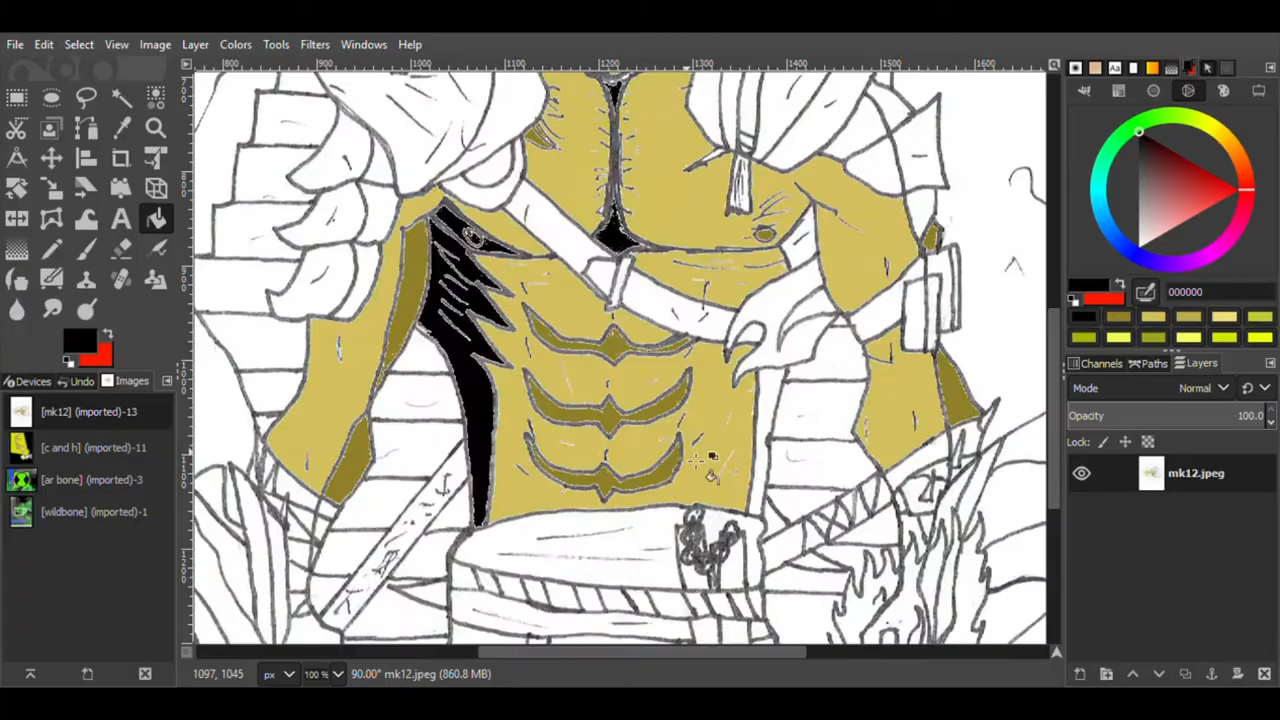 File Edit Select View Image Layer Colors Tools Filters Windows Help
800 900 1000 1100 1200 1300 1400 1500 1600
Aa
000000
Devices Undo Images
Channels Paths Layers
Mode Normal
[mk12] (imported)-13
Opacity 100.0
[c and h] (imported)-11
Lock:
[ar bone] (imported)-3
mk12.jpeg
[wildbone] (imported)-1
1097, 1045 px 100 % 90.00° mk12.jpeg (860.8 MB)